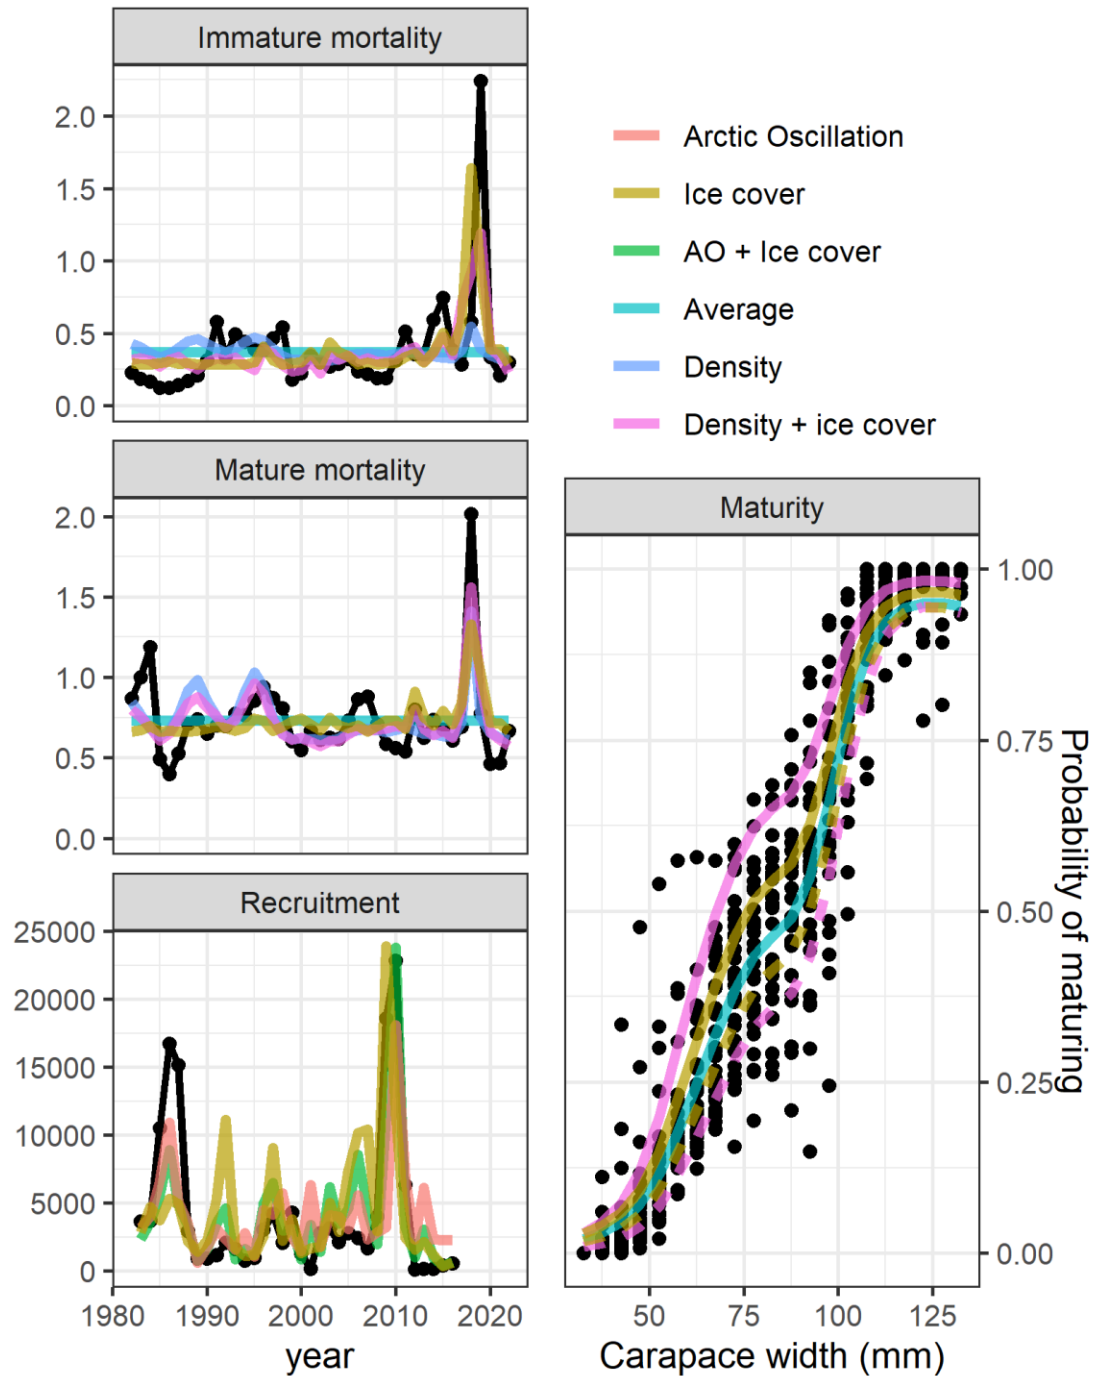 Immature mortality
2.0
1.5
1.0
0.5
0.0
Arctic Oscillation
Ice cover
AO + Ice cover
Average
Density
Density + ice cover
Mature mortality
2.0
1.5
1.0
0.5
0.0
Recruitment
25000
20000
15000
10000
5000
0
1980 1990 2000 2010 2020
year
Maturity
1.00
0.75
0.50
0.25
0.00
Probability of maturing
50 75 100 125
Carapace width (mm)